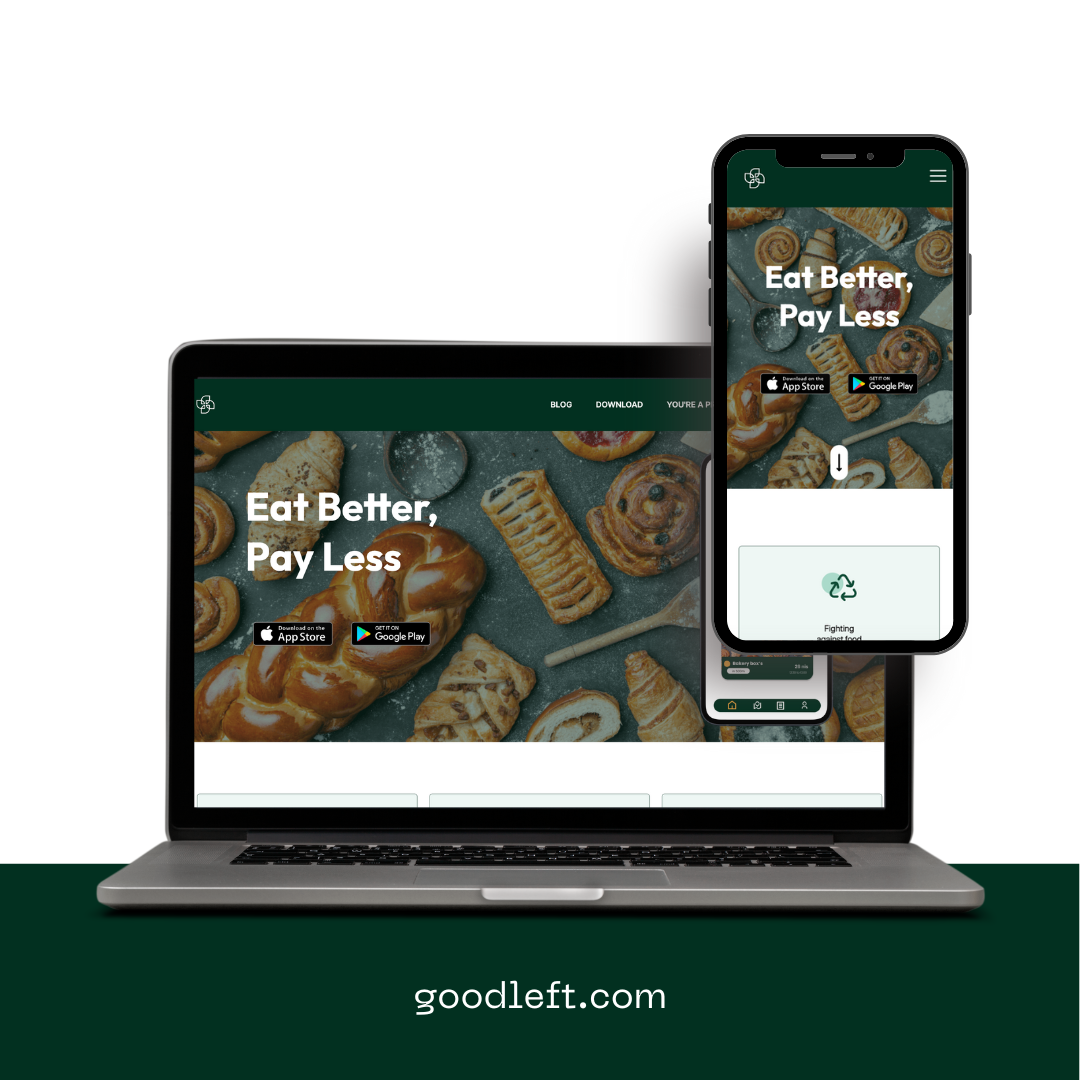 Eat Better,
Pay Less
Download on the
App Store
GET IT ON
Google Play
Fighting
against food
BLOG
DOWNLOAD
YOU'RE A P
Eat Better,
Pay Less
Download on the
App Store
GET IT ON
Google Play
Bakery box's
goodleft.com